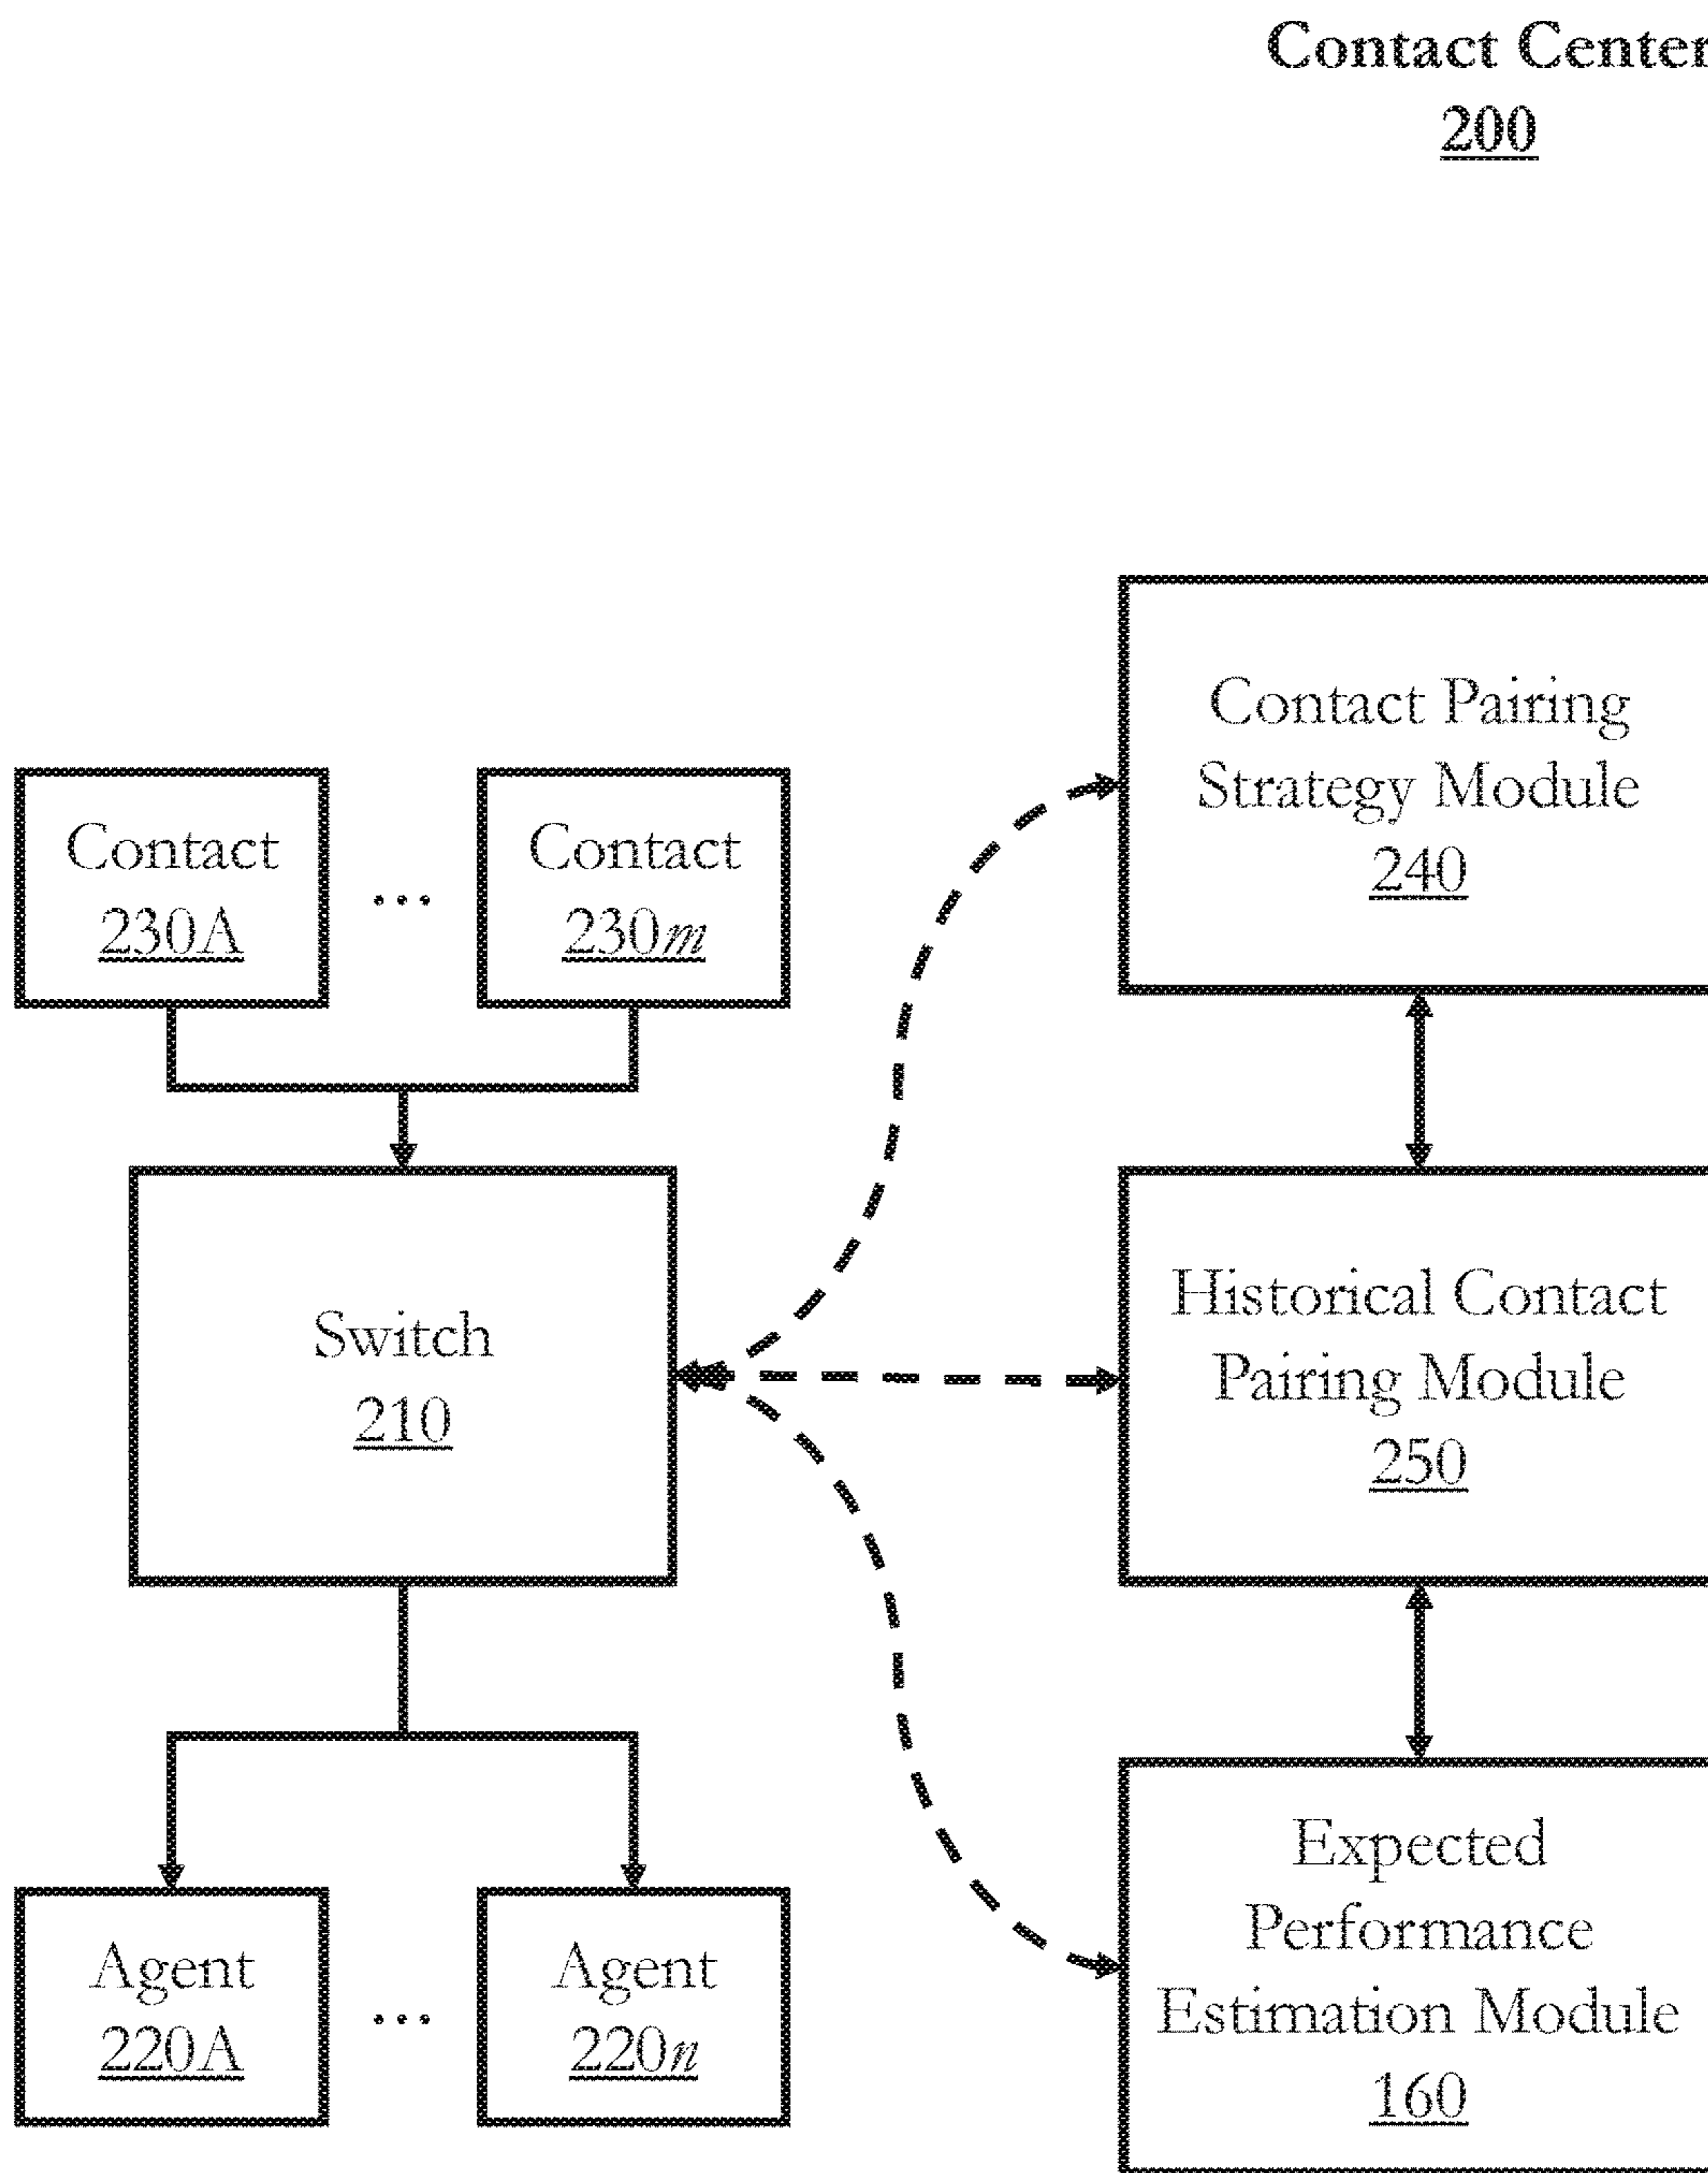 Contact Center
200
Contact Pairing
Strategy Module
240
Contact
230A
...
Contact
230m
Switch
210
Historical Contact
Pairing Module
250
Agent
220A
...
Agent
220n
Expected
Performance
Estimation Module
160